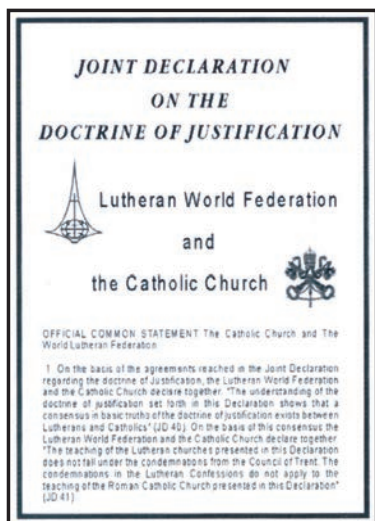 JOINT DECLARATION
ON THE
DOCTRINE OF JUSTIFICATION
Lutheran World Federation
and
the Catholic Church
OFFICIAL COMMON STATEMENT The Catholic Church and The
World Lutheran Federation
1 On the basis of the agreements reached in the Joint Declaration
regarding the doctrine of Justification, the Lutheran World Federation
and the Catholic Church declare together: "The understanding of the
doctrine of justification set forth in this Declaration shows that a
consensus in basic truths of the doctrine of justification exists between
Lutherans and Catholics" (JD 40). On the basis of this consensus the
Lutheran World Federation and the Catholic Church declare together:
"The teaching of the Lutheran churches presented in this Declaration
does not fall under the condemnations from the Council of Trent. The
condemnations in the Lutheran Confessions do not apply to the
teaching of the Roman Catholic Church presented in this Declaration"
(JD 41)